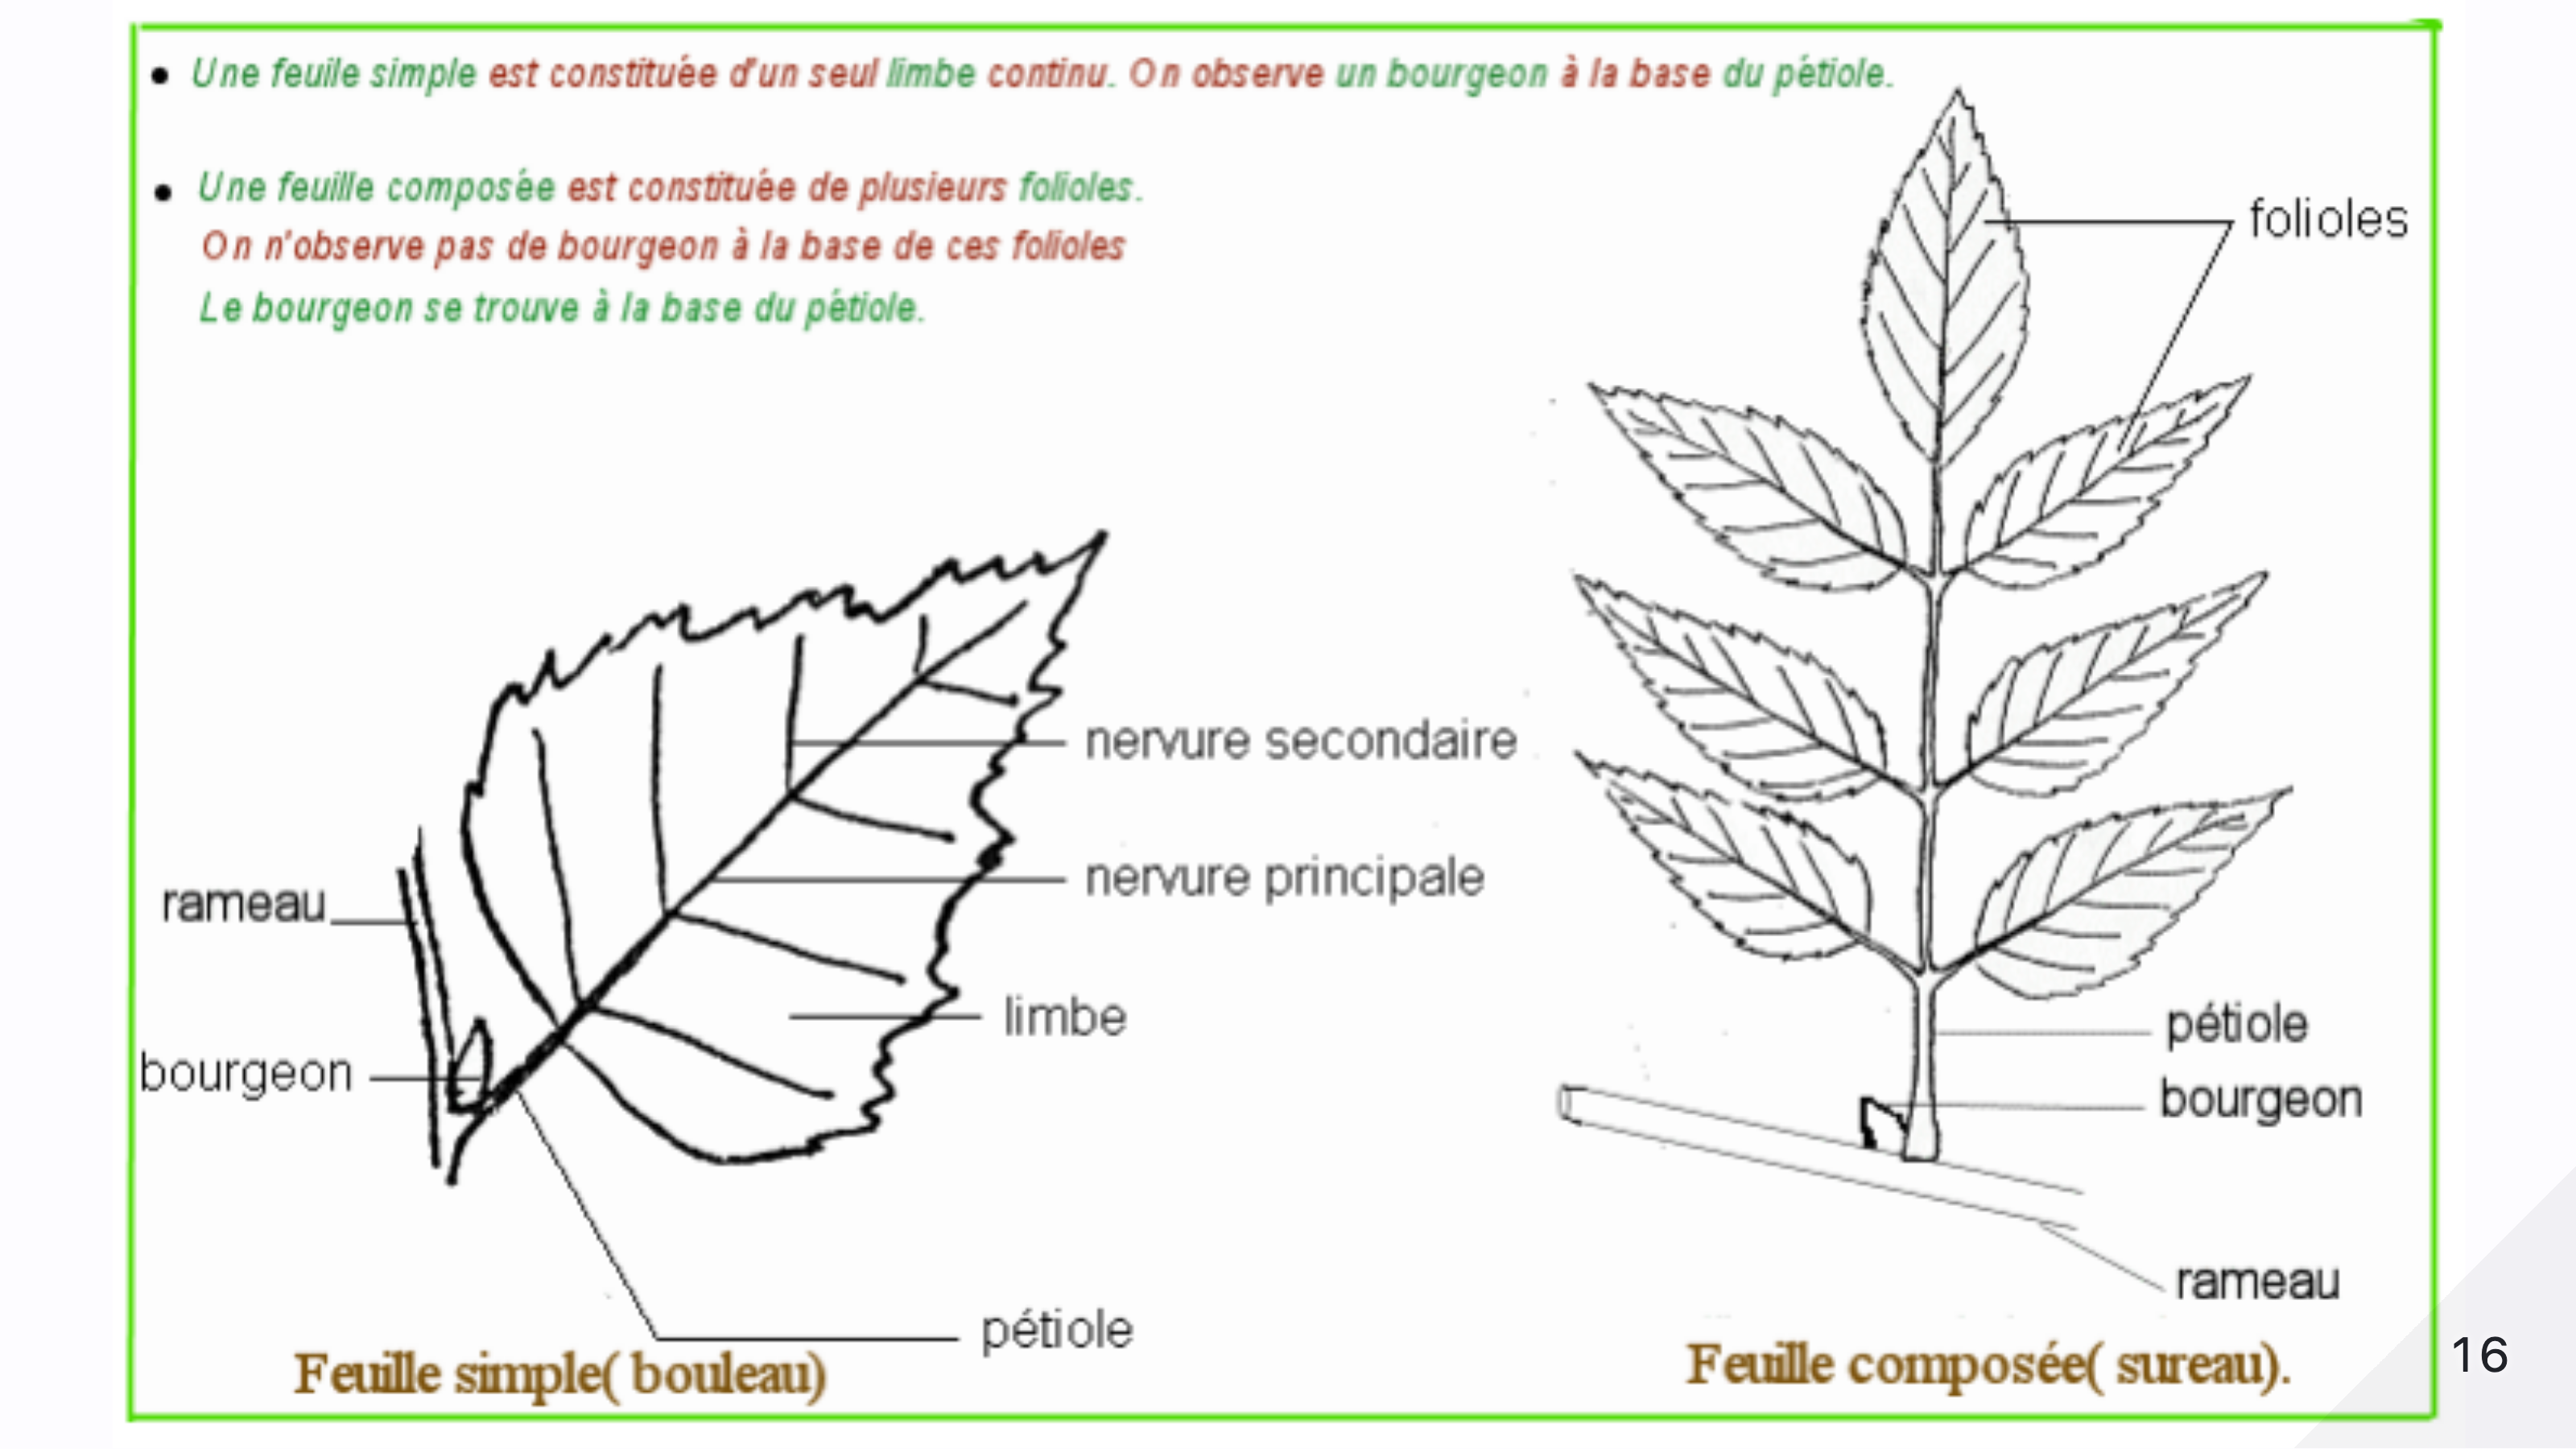 • Une feuile simple est constituée d'un seul limbe continu. On observe un bourgeon à la base du pétiole.
• Une feuille composée est constituée de plusieurs folioles.
On n'observe pas de bourgeon à la base de ces folioles
Le bourgeon se trouve à la base du pétiole.
folioles
nervure secondaire
nervure principale
rameau
limbe
bourgeon
pétiole
bourgeon
rameau
pétiole
Feuille simple( bouleau)
Feuille composée( sureau).
16